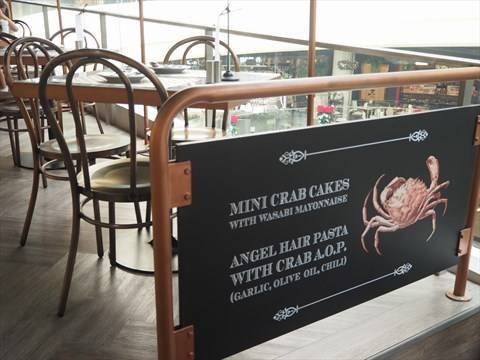 MINI CRAB CAKES
WITH WASABI MAYONNAISE
ANGEL HAIR PASTA
WITH CRAB A.O.P.
(GARLIC, OLIVE OIL, CHILI)